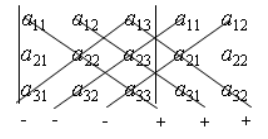 a₁₁ a₁₂ a₁₃ a₁₁ a₁₂
a₂₁ a₂₂ a₂₃ a₂₁ a₂₂
a₃₁ a₃₂ a₃₃ a₃₁ a₃₂
- - - + + +